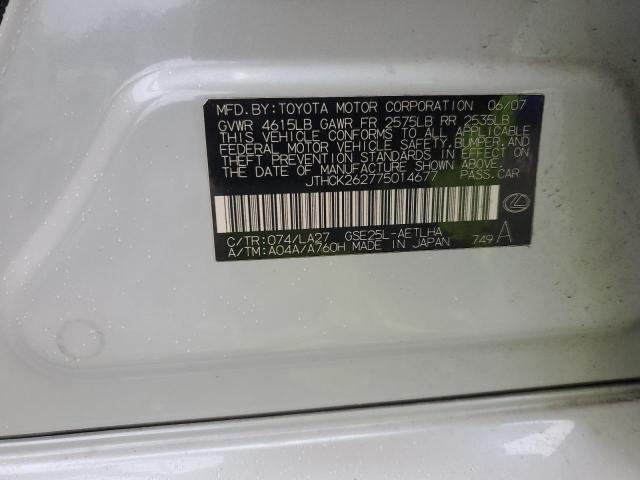 MFD. BY: TOYOTA MOTOR CORPORATION 06/07
GVWR 4615LB GAWR FR 2575LB RR 2535LB
THIS VEHICLE CONFORMS TO ALL APPLICABLE
FEDERAL MOTOR VEHICLE SAFETY, BUMPER, AND
THEFT PREVENTION STANDARDS IN EFFECT ON
THE DATE OF MANUFACTURE SHOWN ABOVE.
JTHCK262775014677 PASS. CAR
C/TR: 074/LA27 GSE25L-AETLHA
A/TM: A04A/A760H MADE IN JAPAN 749 A